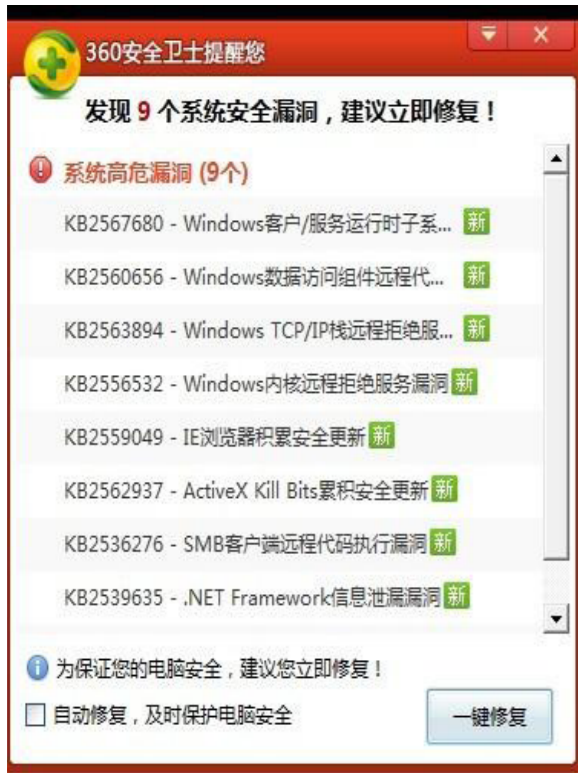 360安全卫士提醒您
发现 9 个系统安全漏洞，建议立即修复！
系统高危漏洞 (9个)
KB2567680 - Windows客户/服务运行时子系... 新
KB2560656 - Windows数据访问组件远程代... 新
KB2563894 - Windows TCP/IP栈远程拒绝服... 新
KB2556532 - Windows内核远程拒绝服务漏洞 新
KB2559049 - IE浏览器积累安全更新 新
KB2562937 - ActiveX Kill Bits累积安全更新 新
KB2536276 - SMB客户端远程代码执行漏洞 新
KB2539635 - .NET Framework信息泄漏漏洞 新
为保证您的电脑安全，建议您立即修复！
自动修复，及时保护电脑安全
一键修复